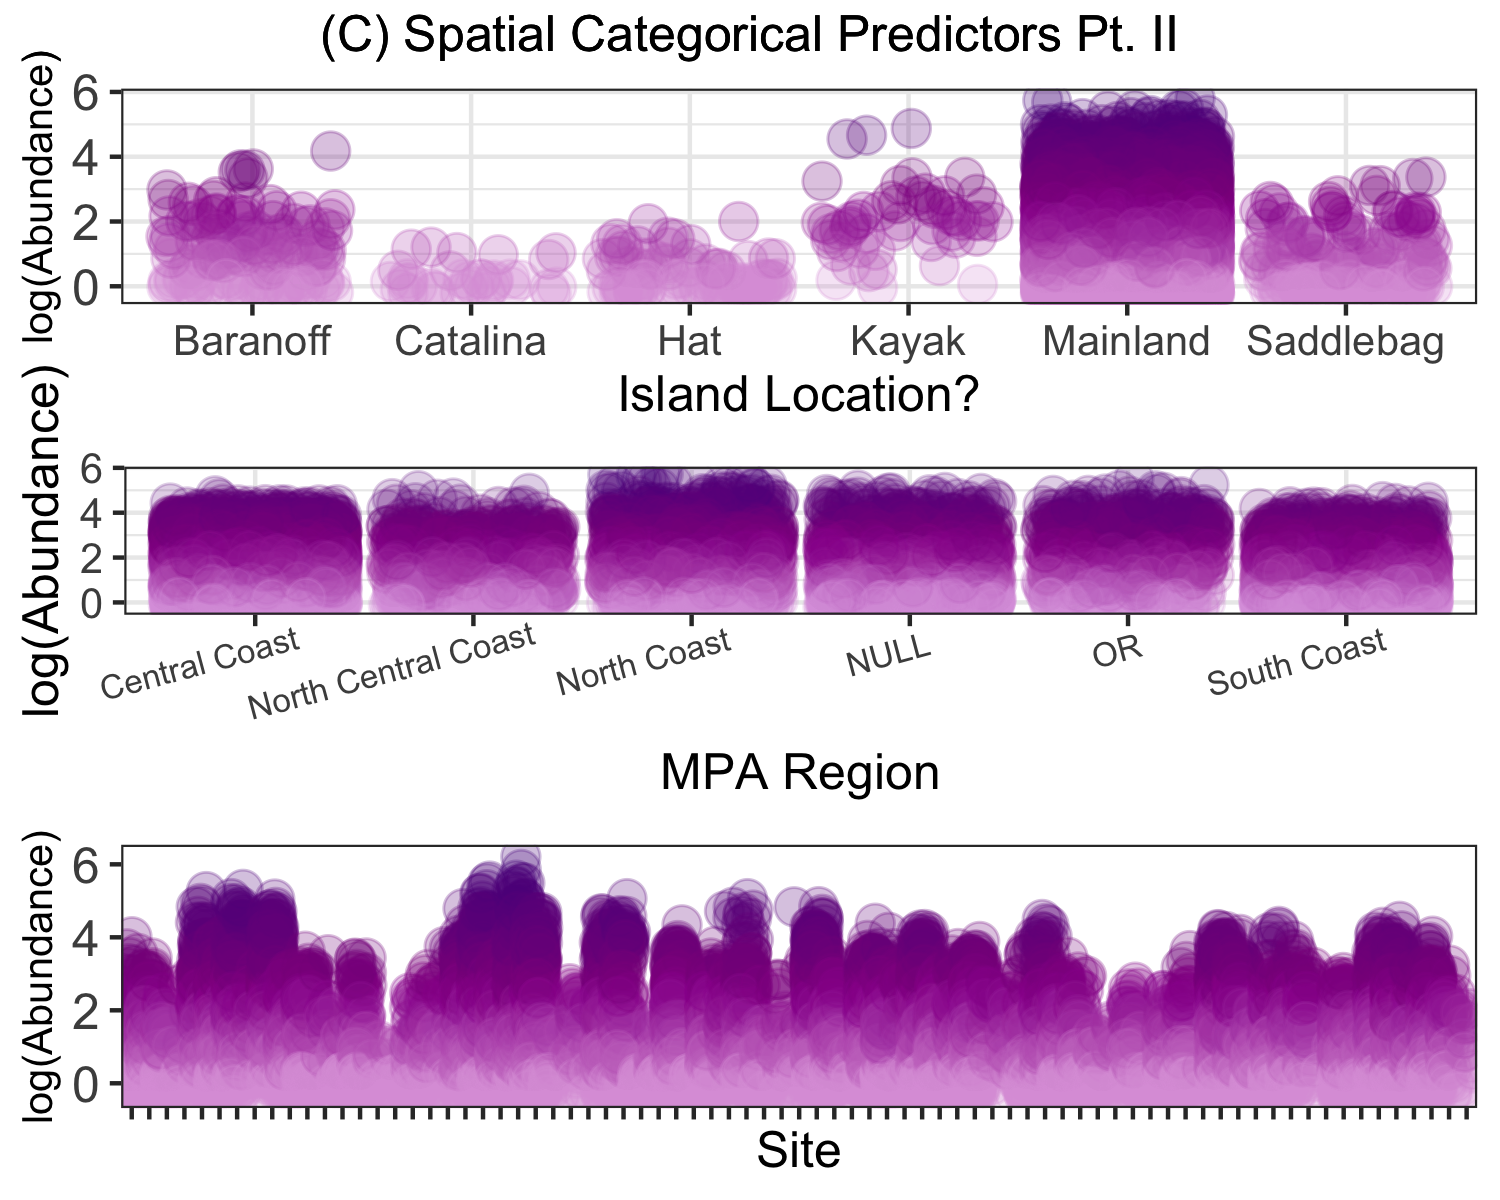 (C) Spatial Categorical Predictors Pt. II
log(Abundance)
6
4
2
0
Baranoff Catalina Hat Kayak Mainland Saddlebag
Island Location?
log(Abundance)
6
4
2
0
Central Coast North Central Coast North Coast NULL OR South Coast
MPA Region
log(Abundance)
6
4
2
0
Site